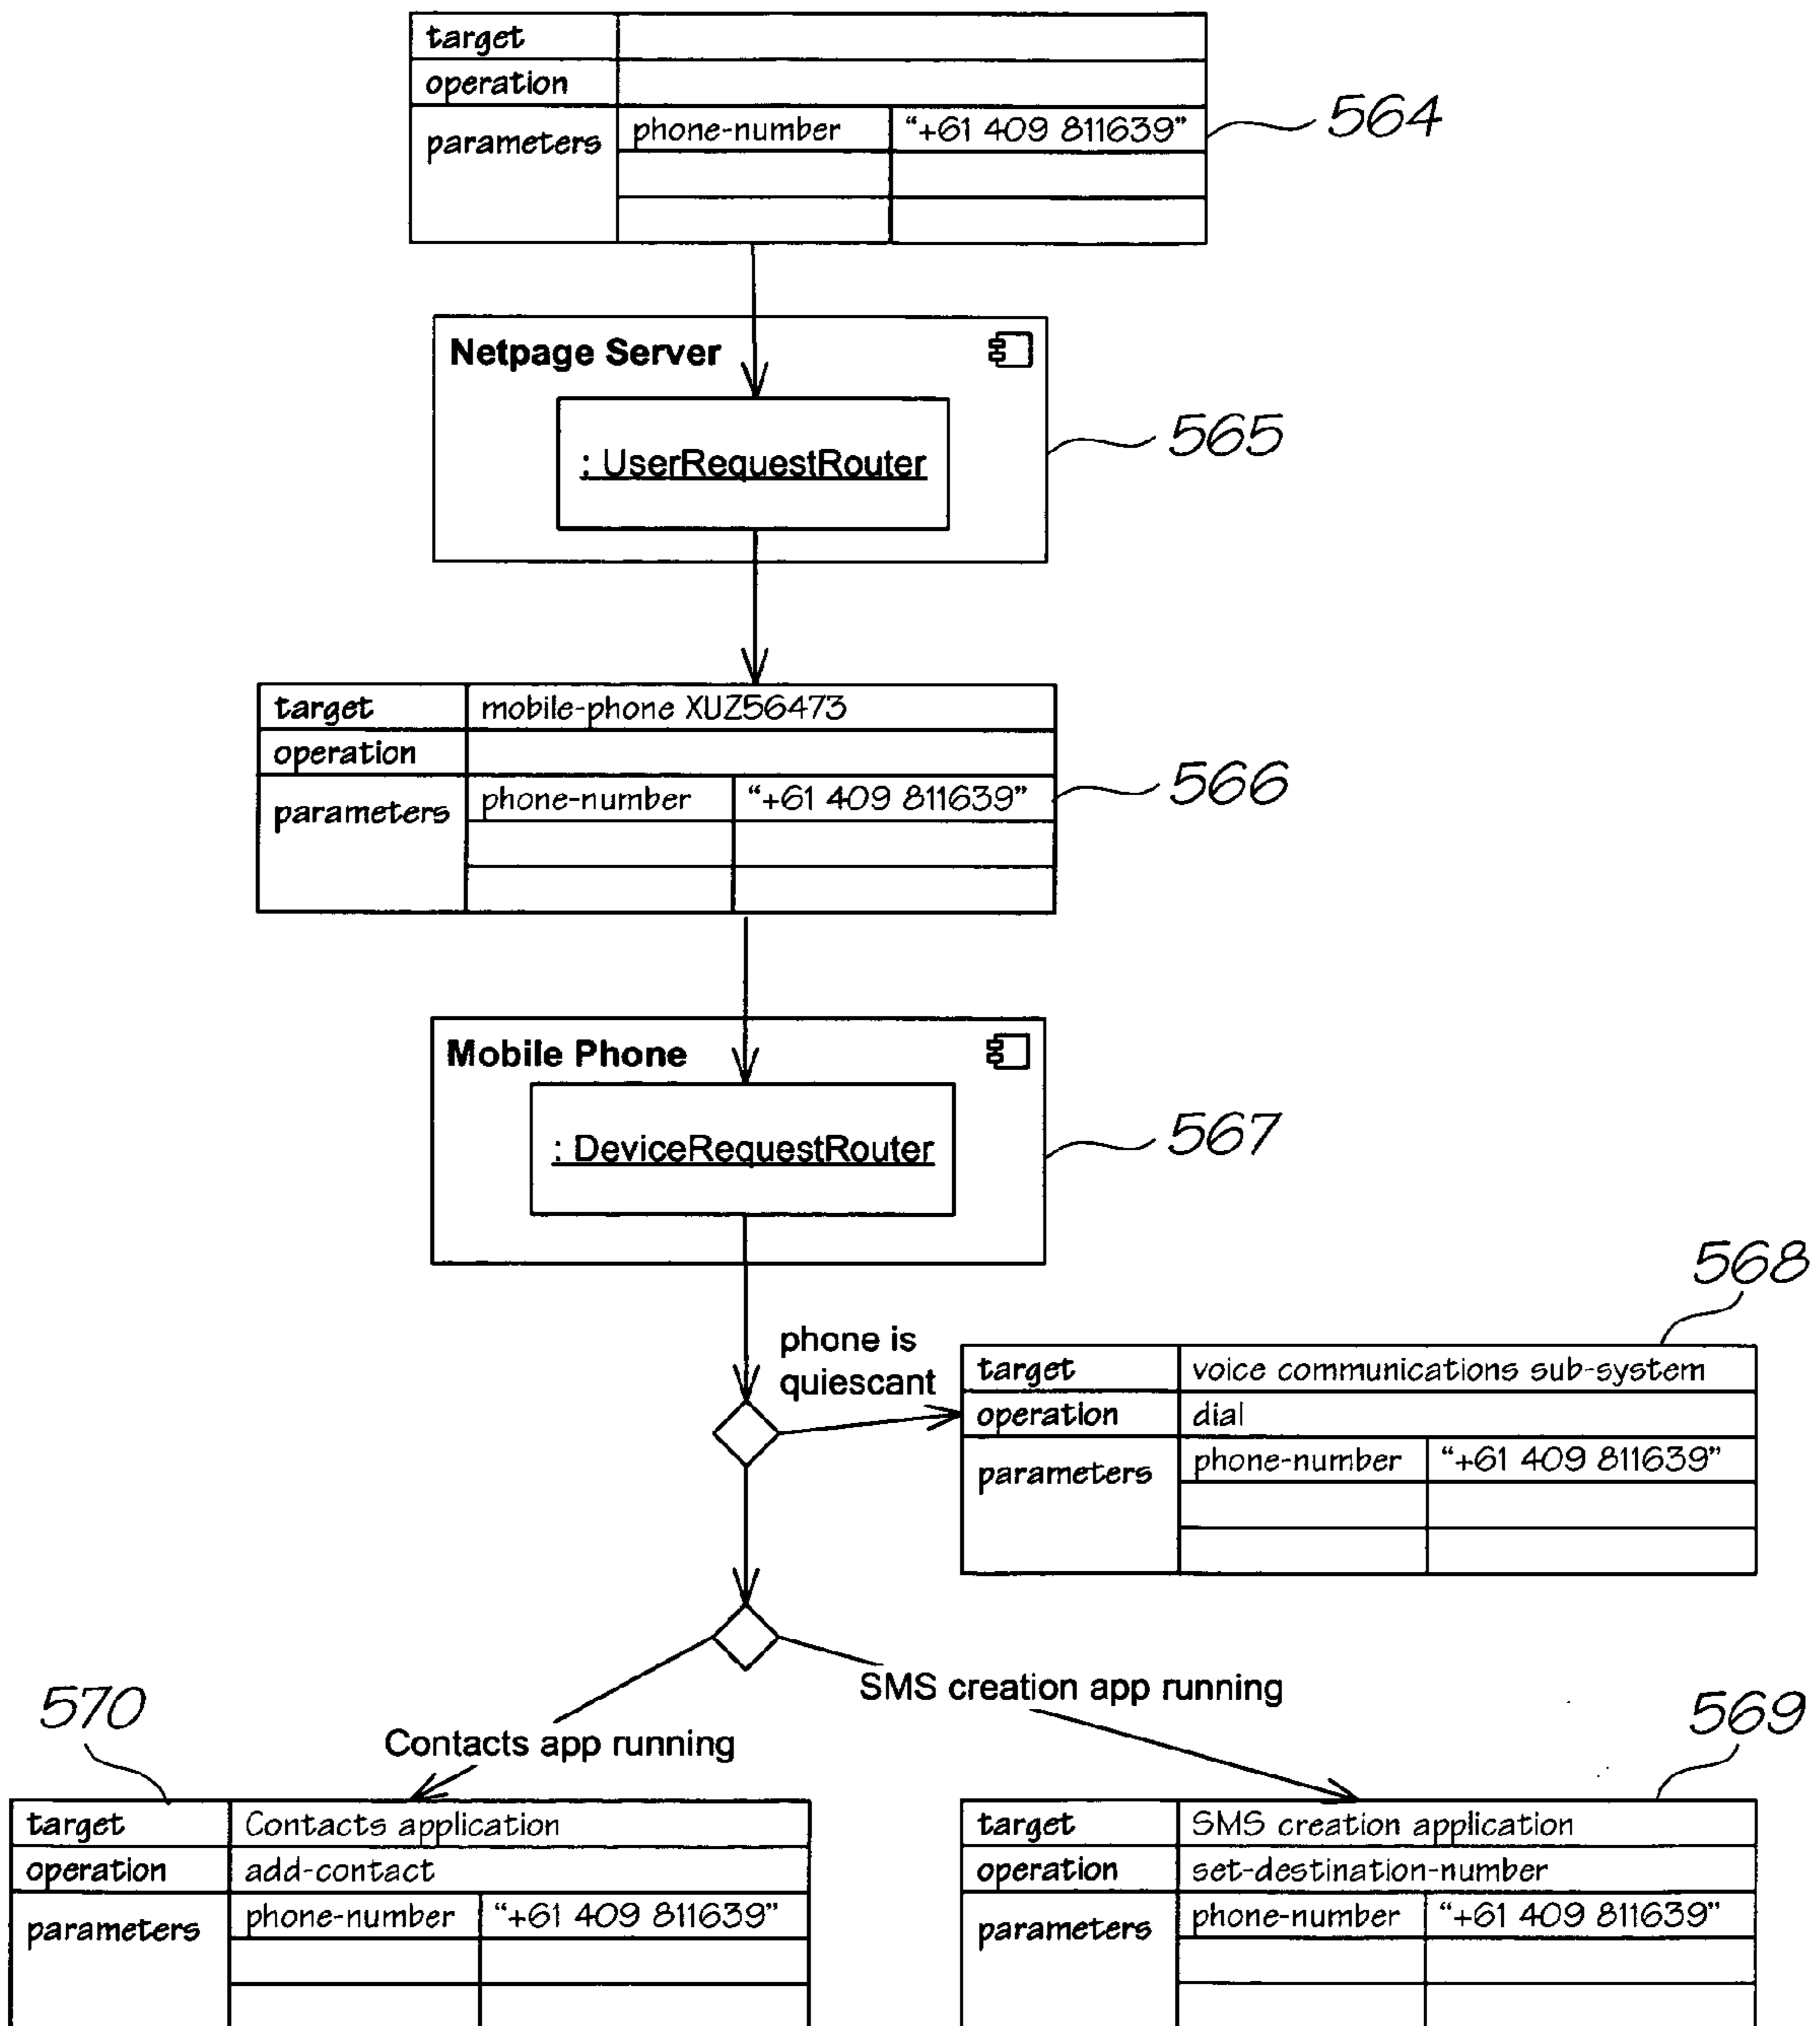 target
operation
parameters phone-number “+61 409 811639”
564
Netpage Server
: UserRequestRouter
565
target mobile-phone XUZ56473
operation
parameters phone-number “+61 409 811639”
566
Mobile Phone
: DeviceRequestRouter
567
phone is
quiescant
568
target voice communications sub-system
operation dial
parameters phone-number “+61 409 811639”
SMS creation app running
Contacts app running
570
target Contacts application
operation add-contact
parameters phone-number “+61 409 811639”
569
target SMS creation application
operation set-destination-number
parameters phone-number “+61 409 811639”